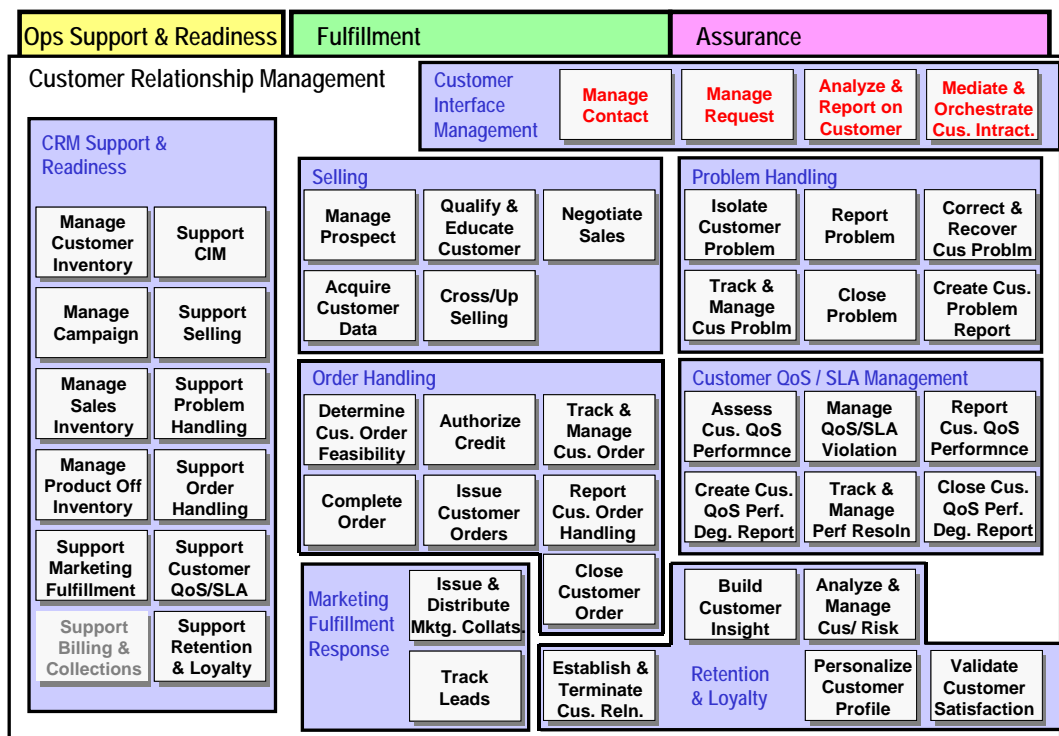 Ops Support & Readiness
Fulfillment
Assurance
Customer Relationship Management
Customer
Interface
Management
Manage
Contact
Manage
Request
Analyze &
Report on
Customer
Mediate &
Orchestrate
Cus. Intract.
CRM Support &
Readiness
Manage
Customer
Inventory
Support
CIM
Manage
Campaign
Support
Selling
Manage
Sales
Inventory
Support
Problem
Handling
Manage
Product Off
Inventory
Support
Order
Handling
Support
Marketing
Fulfillment
Support
Customer
QoS/SLA
Support
Billing &
Collections
Support
Retention
& Loyalty
Selling
Manage
Prospect
Qualify &
Educate
Customer
Negotiate
Sales
Acquire
Customer
Data
Cross/Up
Selling
Problem Handling
Isolate
Customer
Problem
Report
Problem
Correct &
Recover
Cus Problm
Track &
Manage
Cus Problm
Close
Problem
Create Cus.
Problem
Report
Order Handling
Determine
Cus. Order
Feasibility
Authorize
Credit
Track &
Manage
Cus. Order
Complete
Order
Issue
Customer
Orders
Report
Cus. Order
Handling
Close
Customer
Order
Customer QoS / SLA Management
Assess
Cus. QoS
Performnce
Manage
QoS/SLA
Violation
Report
Cus. QoS
Performnce
Create Cus.
QoS Perf.
Deg. Report
Track &
Manage
Perf Resoln
Close Cus.
QoS Perf.
Deg. Report
Marketing
Fulfillment
Response
Issue &
Distribute
Mktg. Collats.
Track
Leads
Build
Customer
Insight
Analyze &
Manage
Cus/ Risk
Establish &
Terminate
Cus. Reln.
Retention
& Loyalty
Personalize
Customer
Profile
Validate
Customer
Satisfaction